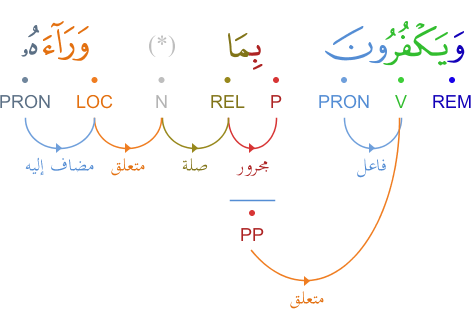 وَيَكْفُرُونَ بِمَا (*) وَرَآءَهُۥ
REM V PRON P REL N LOC PRON
فاعل مجرور صلة متعلق مضاف إليه
PP
متعلق